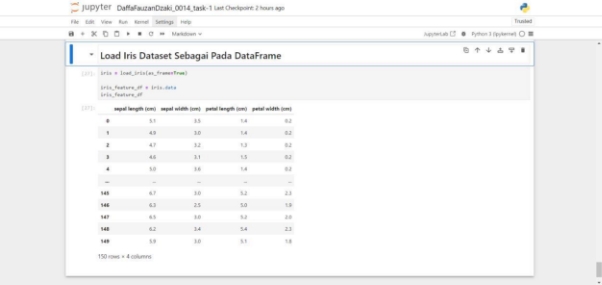 jupyter DaffaFauzanDzaki_0014_task-1 Last Checkpoint: 2 hours ago
File Edit View Run Kernel Settings Help Trusted
Markdown JupyterLab Python 3 (ipykernel)
Load Iris Dataset Sebagai Pada DataFrame
iris = load_iris(as_frame=True)
iris_feature_df = iris.data
iris_feature_df
sepal length (cm) sepal width (cm) petal length (cm) petal width (cm)
0 5.1 3.5 1.4 0.2
1 4.9 3.0 1.4 0.2
2 4.7 3.2 1.3 0.2
3 4.6 3.1 1.5 0.2
4 5.0 3.6 1.4 0.2
... ... ... ... ...
145 6.7 3.0 5.2 2.3
146 6.3 2.5 5.0 1.9
147 6.5 3.0 5.2 2.0
148 6.2 3.4 5.4 2.3
149 5.9 3.0 5.1 1.8
150 rows × 4 columns